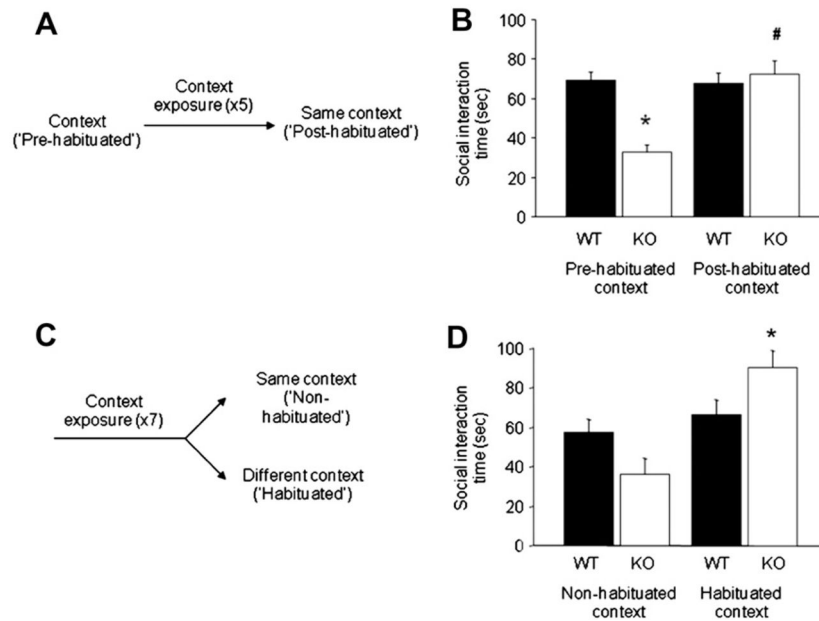 A
Context
('Pre-habituated')
Context
exposure (x5)
Same context
('Post-habituated')
B
Social interaction
time (sec)
100
80
60
40
20
0
*
#
WT
KO
WT
KO
Pre-habituated
context
Post-habituated
context
C
Context
exposure (x7)
Same context
('Non-
habituated')
Different context
('Habituated')
D
Social interaction
time (sec)
100
80
60
40
20
0
*
WT
KO
WT
KO
Non-habituated
context
Habituated
context